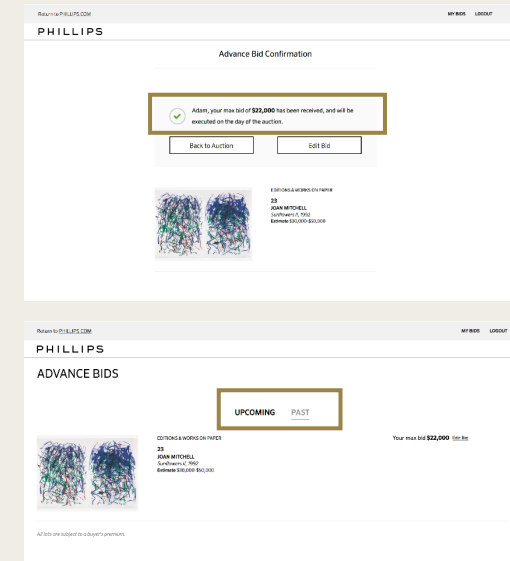 Return to PHILLIPS.COM
MY BIDS LOGOUT
PHILLIPS
Advance Bid Confirmation
Adam, your max bid of $22,000 has been received, and will be
executed on the day of the auction.
Back to Auction
Edit Bid
EDITIONS & WORKS ON PAPER
23
JOAN MITCHELL
Sunflowers II, 1992
Estimate $30,000-$50,000
Return to PHILLIPS.COM
MY BIDS LOGOUT
PHILLIPS
ADVANCE BIDS
UPCOMING PAST
EDITIONS & WORKS ON PAPER
23
JOAN MITCHELL
Sunflowers II, 1992
Estimate $30,000-$50,000
Your max bid $22,000 Edit Bid
All lots are subject to a buyer's premium.